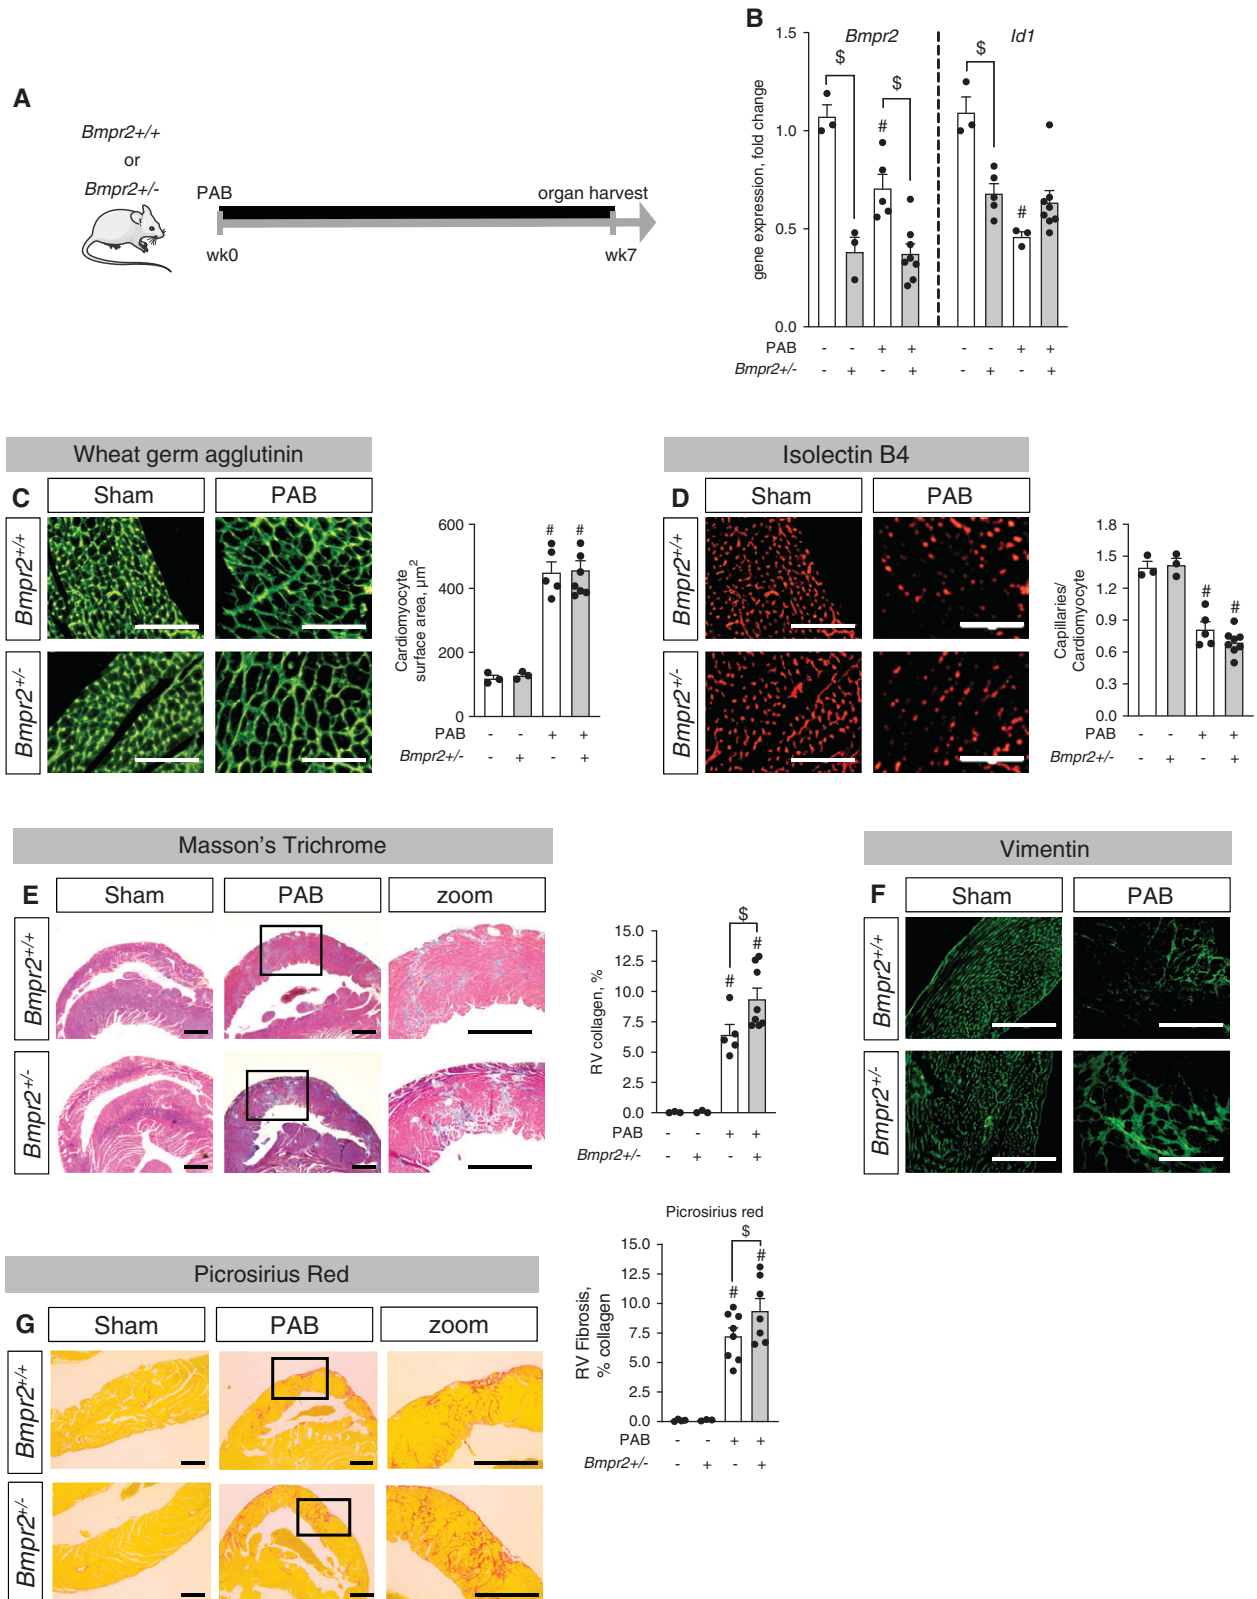 A
Bmpr2+/+
or
Bmpr2+/-
PAB
organ harvest
wk0
wk7
B
Bmpr2
Id1
gene expression, fold change
1.5
1.0
0.5
0.0
$
$
$
#
#
PAB - - + + - - + +
Bmpr2+/- - + - + - + - +
Wheat germ agglutinin
C
Sham
PAB
Bmpr2+/+
Bmpr2+/-
Cardiomyocyte
surface area, µm2
600
400
200
0
# #
PAB - - + +
Bmpr2+/- - + - +
Isolectin B4
D
Sham
PAB
Bmpr2+/+
Bmpr2+/-
Capillaries/
Cardiomyocyte
1.8
1.5
1.2
0.9
0.6
0.3
0.0
# #
PAB - - + +
Bmpr2+/- - + - +
Masson's Trichrome
E
Sham
PAB
zoom
Bmpr2+/+
Bmpr2+/-
RV collagen, %
15.0
12.5
10.0
7.5
5.0
2.5
0.0
$
# #
PAB - - + +
Bmpr2+/- - + - +
Vimentin
F
Sham
PAB
Bmpr2+/+
Bmpr2+/-
Picrosirius Red
G
Sham
PAB
zoom
Bmpr2+/+
Bmpr2+/-
Picrosirius red
RV Fibrosis,
% collagen
15.0
12.5
10.0
7.5
5.0
2.5
0.0
$
# #
PAB - - + +
Bmpr2+/- - + - +